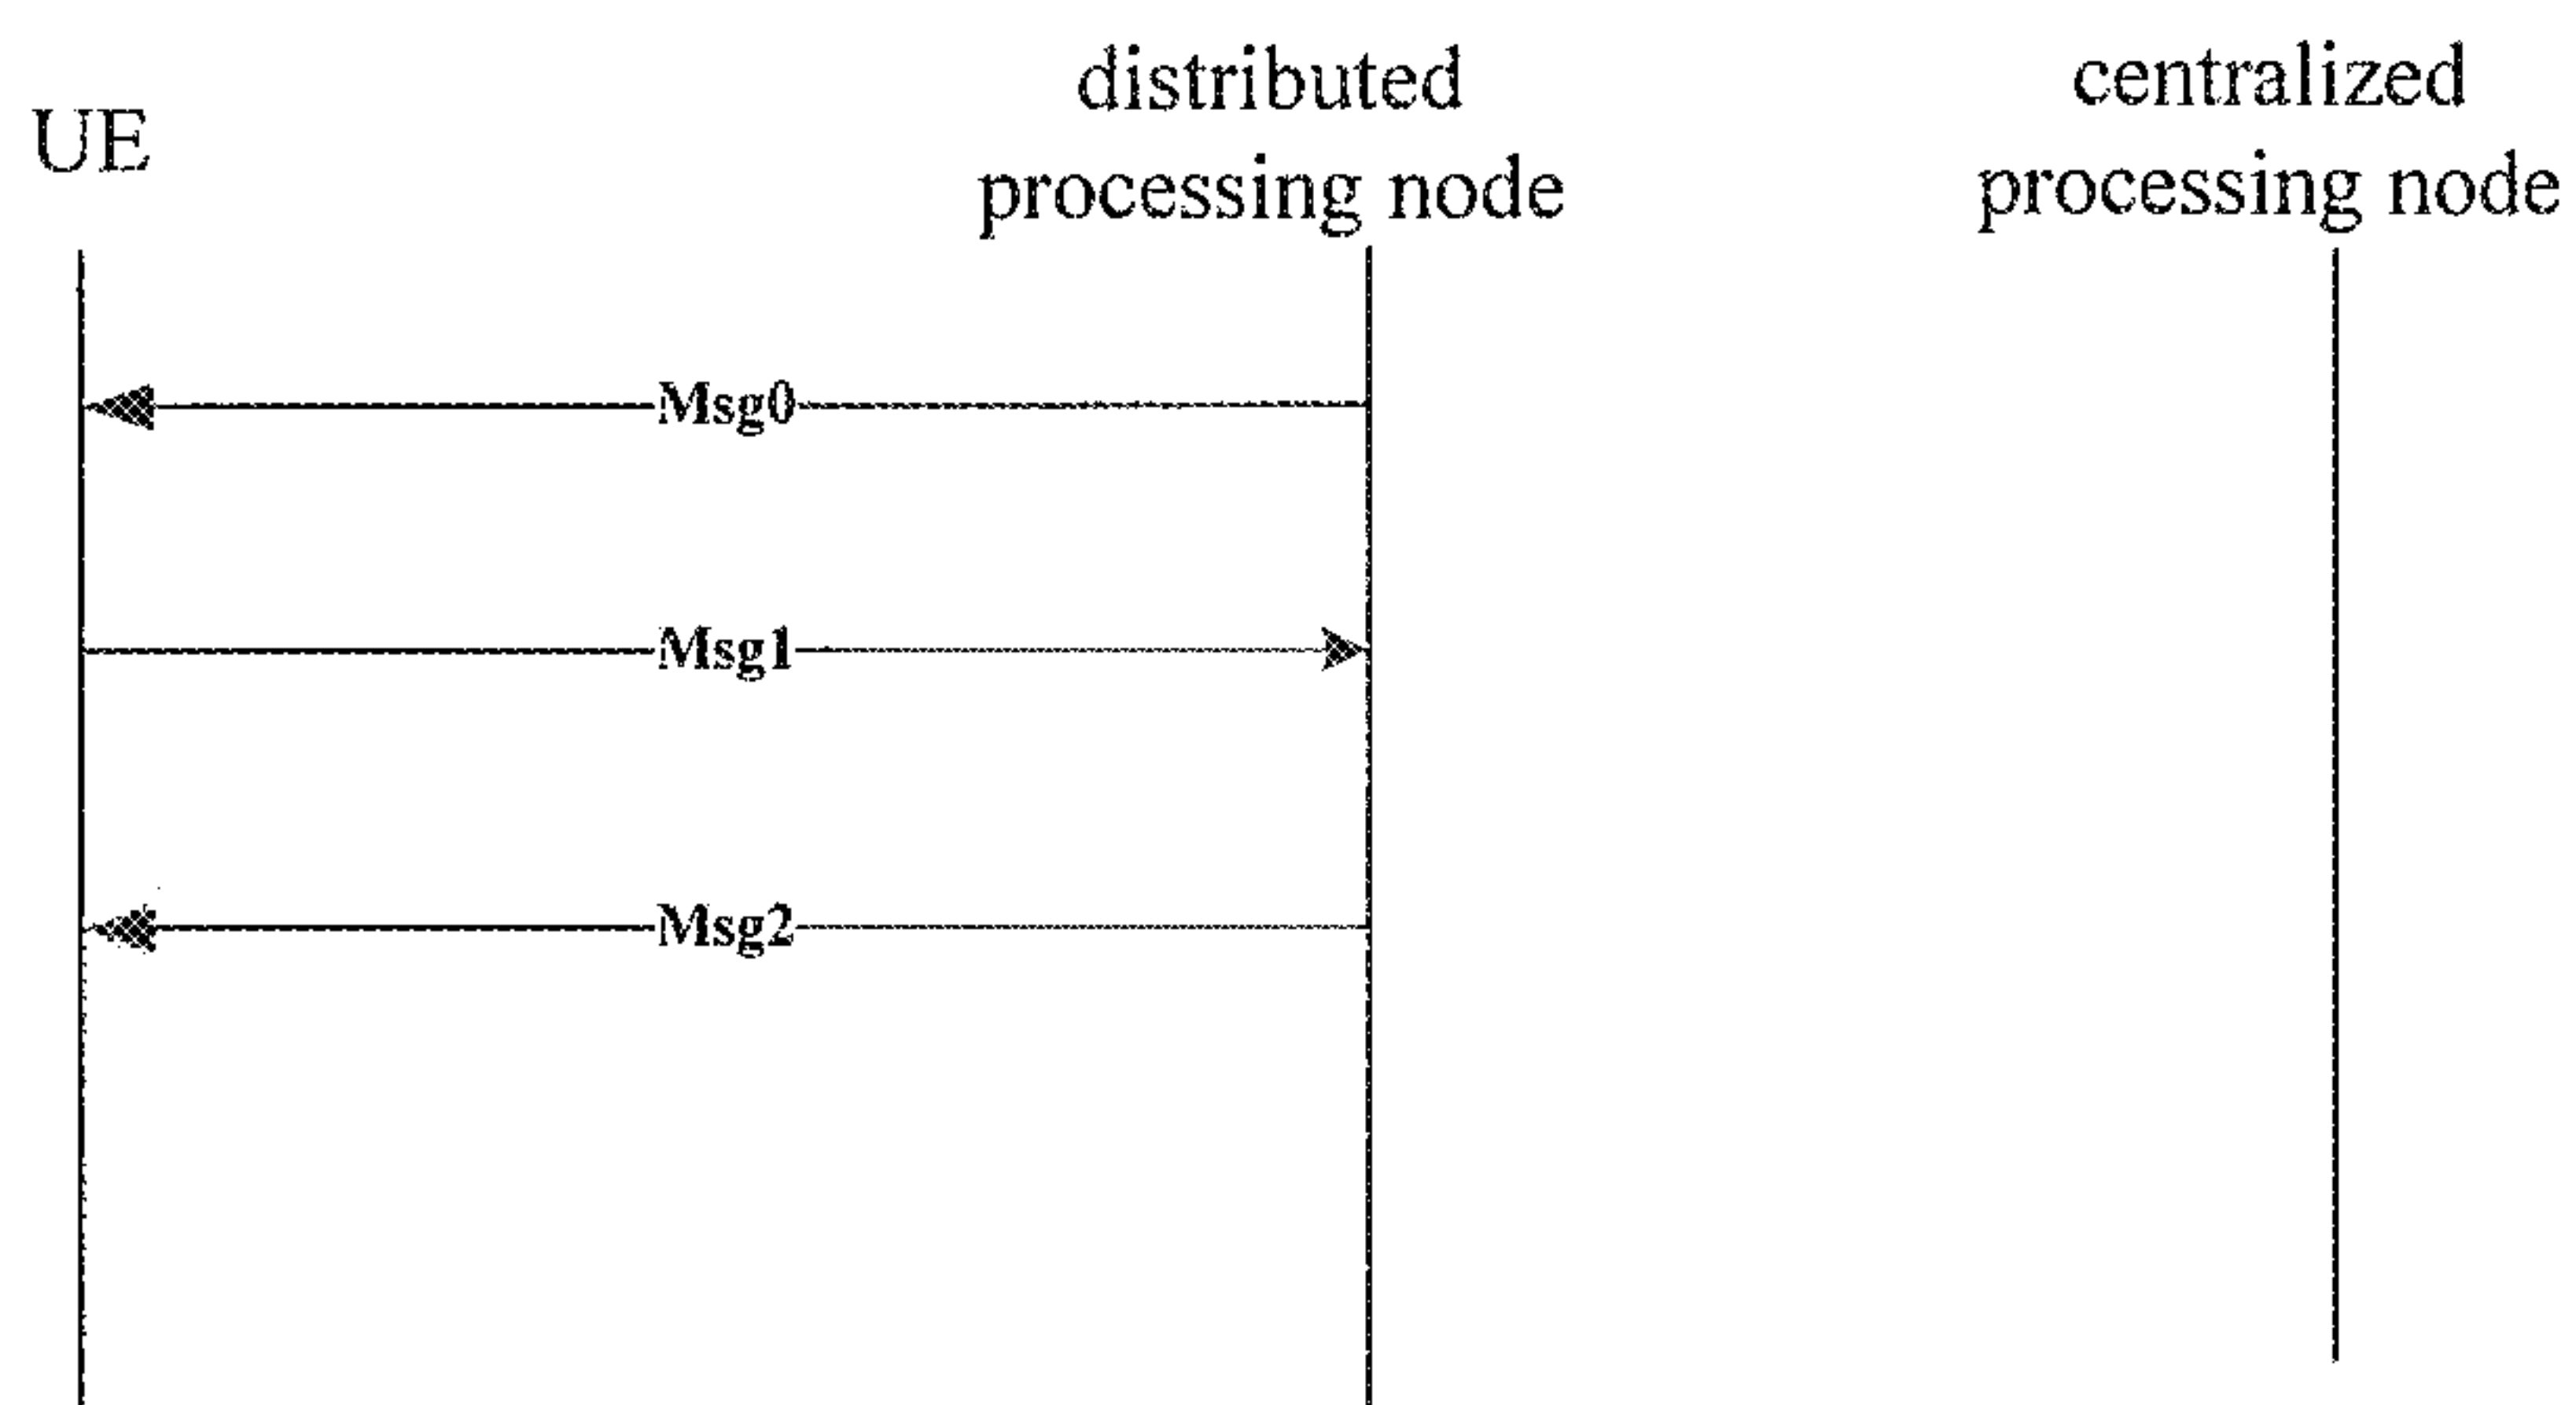 UE
distributed
processing node
centralized
processing node
Msg0
Msg1
Msg2